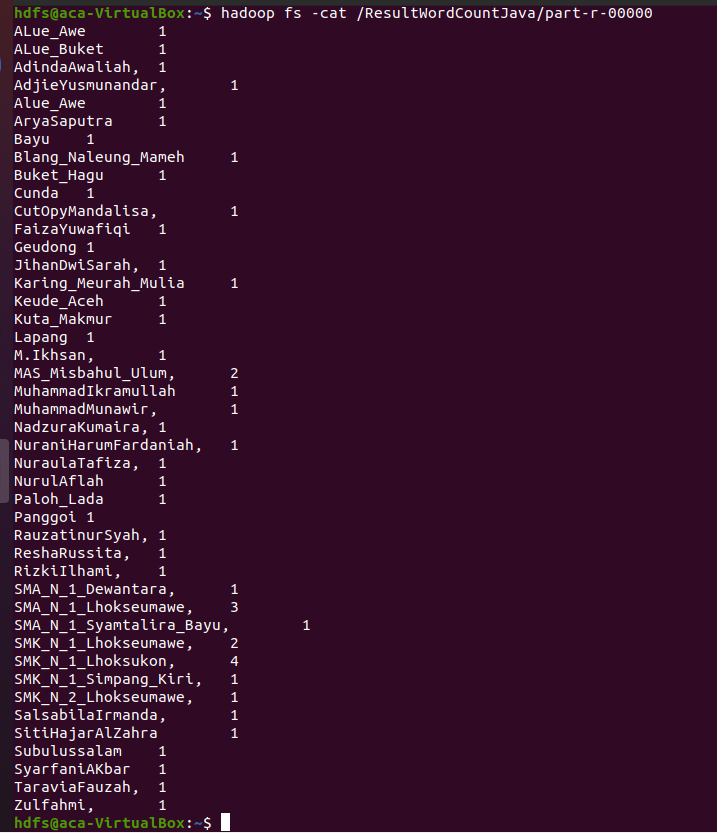 hdfs@aca-VirtualBox:~$ hadoop fs -cat /ResultWordCountJava/part-r-00000
ALue_Awe	1
ALue_Buket	1
AdindaAwaliah,	1
AdjieYusmunandar,	1
Alue_Awe	1
AryaSaputra	1
Bayu	1
Blang_Naleung_Mameh	1
Buket_Hagu	1
Cunda	1
CutOpyMandalisa,	1
FaizaYuwafiqi	1
Geudong	1
JihanDwiSarah,	1
Karing_Meurah_Mulia	1
Keude_Aceh	1
Kuta_Makmur	1
Lapang	1
M.Ikhsan,	1
MAS_Misbahul_Ulum,	2
MuhammadIkramullah	1
MuhammadMunawir,	1
NadzuraKumaira,	1
NuraniHarumFardaniah,	1
NuraulaTafiza,	1
NurulAflah	1
Paloh_Lada	1
Panggoi	1
RauzatinurSyah,	1
ReshaRussita,	1
RizkiIlhami,	1
SMA_N_1_Dewantara,	1
SMA_N_1_Lhokseumawe,	3
SMA_N_1_Syamtalira_Bayu,	1
SMK_N_1_Lhokseumawe,	2
SMK_N_1_Lhoksukon,	4
SMK_N_1_Simpang_Kiri,	1
SMK_N_2_Lhokseumawe,	1
SalsabilaIrmanda,	1
SitiHajarAlZahra	1
Subulussalam	1
SyarfaniAKbar	1
TaraviaFauzah,	1
Zulfahmi,	1
hdfs@aca-VirtualBox:~$